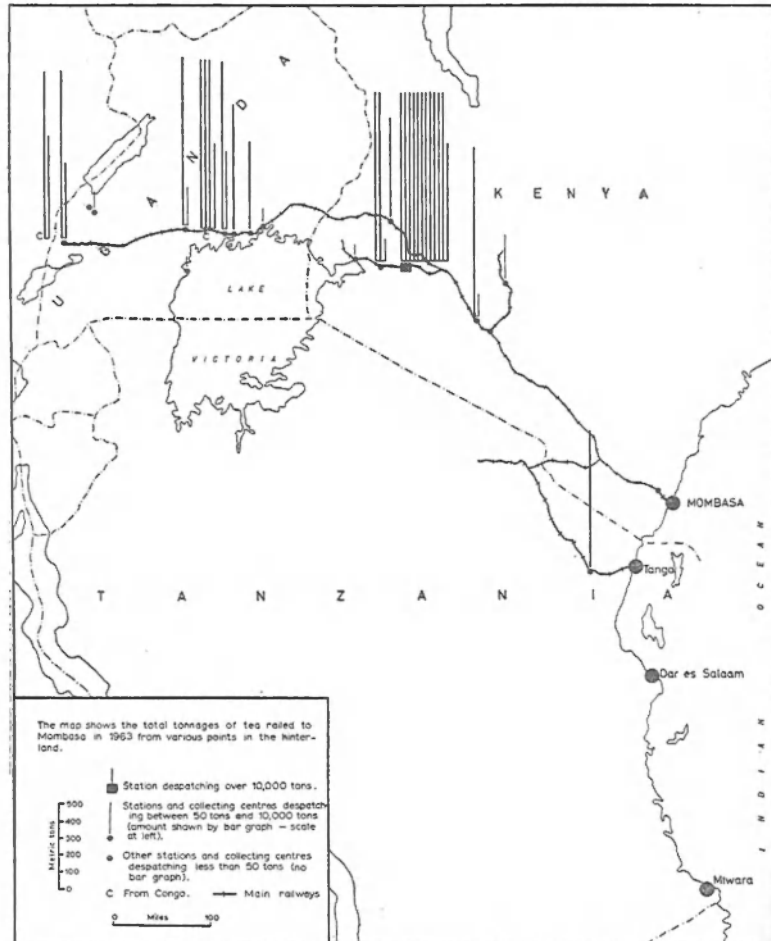 U G A N D A
K E N Y A
LAKE
VICTORIA
C
C
MOMBASA
Tanga
T A N Z A N I A
Dar es Salaam
Miwara
INDIAN OCEAN
The map shows the total tonnages of tea railed to
Mombasa in 1963 from various points in the hinter-
land.
Station despatching over 10,000 tons.
Stations and collecting centres despatch-
ing between 50 tons and 10,000 tons
(amount shown by bar graph – scale
at left).
Metric tons
500
400
300
200
100
0
Other stations and collecting centres
despatching less than 50 tons (no
bar graph).
C From Congo.
Main railways
0 Miles 100